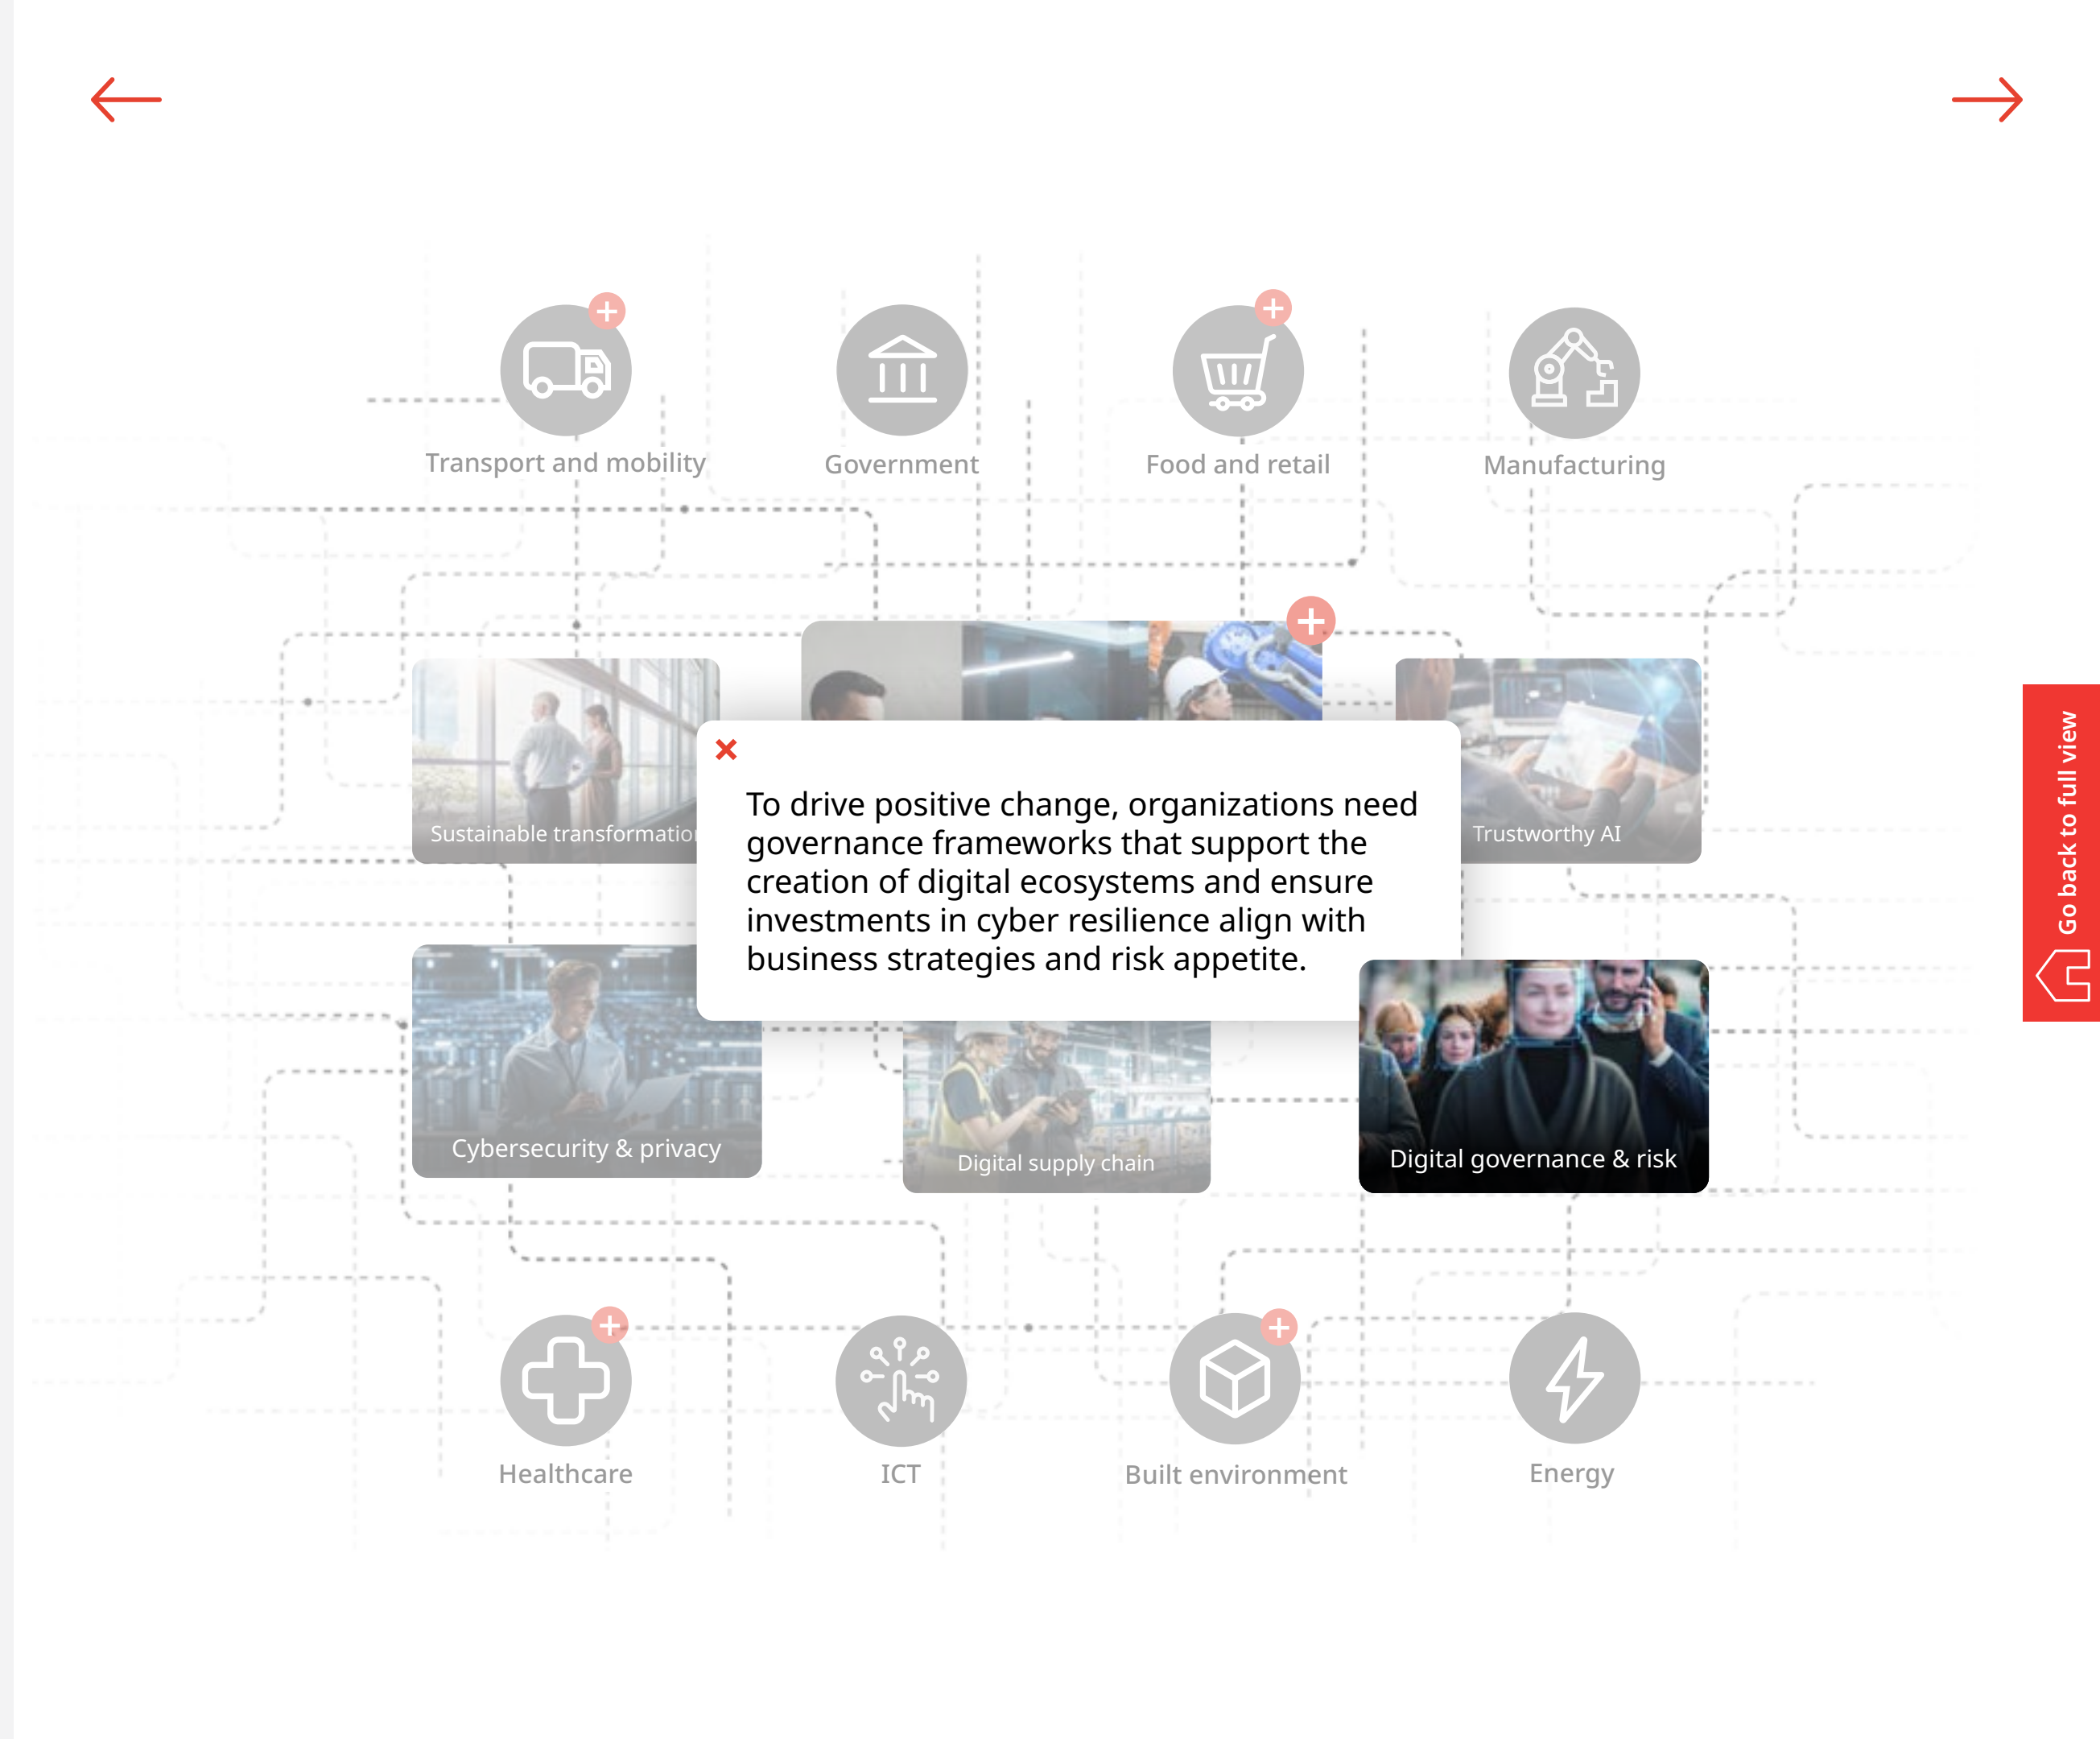 Transport and mobility
Government
Food and retail
Manufacturing
Sustainable transformation
Trustworthy AI
To drive positive change, organizations need
governance frameworks that support the
creation of digital ecosystems and ensure
investments in cyber resilience align with
business strategies and risk appetite.
Cybersecurity & privacy
Digital supply chain
Digital governance & risk
Healthcare
ICT
Built environment
Energy
Go back to full view